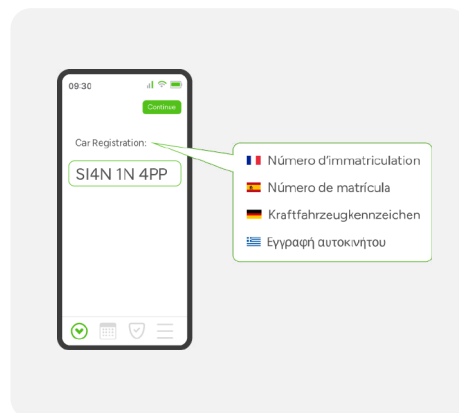 09:30
Continue
Car Registration:
SI4N 1N 4PP
Número d'immatriculation
Número de matrícula
Kraftfahrzeugkennzeichen
Εγγραφή αυτοκινήτου